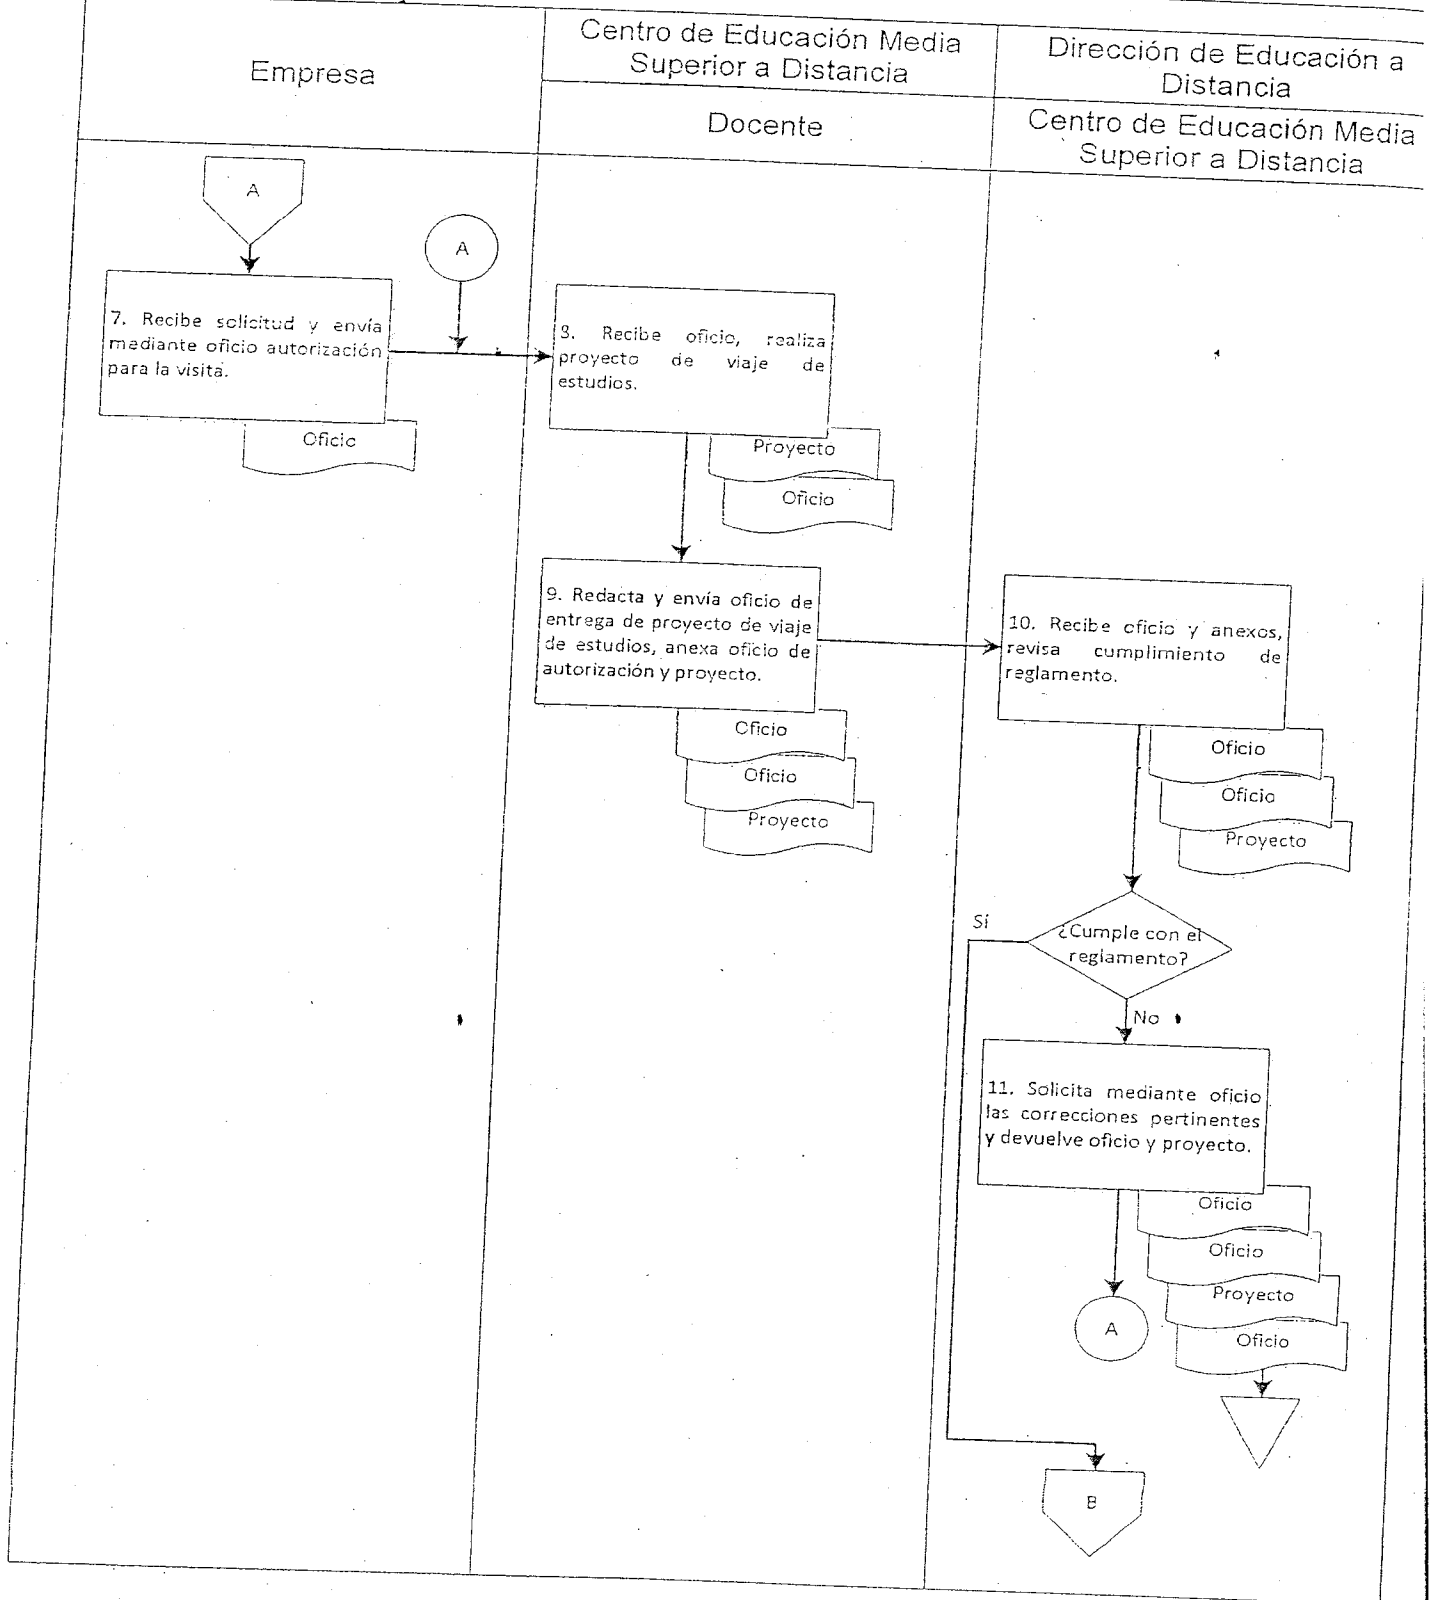 Empresa
Centro de Educación Media
Superior a Distancia
Docente
Dirección de Educación a
Distancia
Centro de Educación Media
Superior a Distancia
A
A
7. Recibe solicitud y envía
mediante oficio autorización
para la visita.
Oficio
8. Recibe oficio, realiza
proyecto de viaje de
estudios.
Proyecto
Oficio
9. Redacta y envía oficio de
entrega de proyecto de viaje
de estudios, anexa oficio de
autorización y proyecto.
Oficio
Oficio
Proyecto
10. Recibe oficio y anexos,
revisa cumplimiento de
reglamento.
Oficio
Oficio
Proyecto
¿Cumple con el
reglamento?
Sí
No
11. Solicita mediante oficio
las correcciones pertinentes
y devuelve oficio y proyecto.
Oficio
Oficio
Proyecto
Oficio
A
B